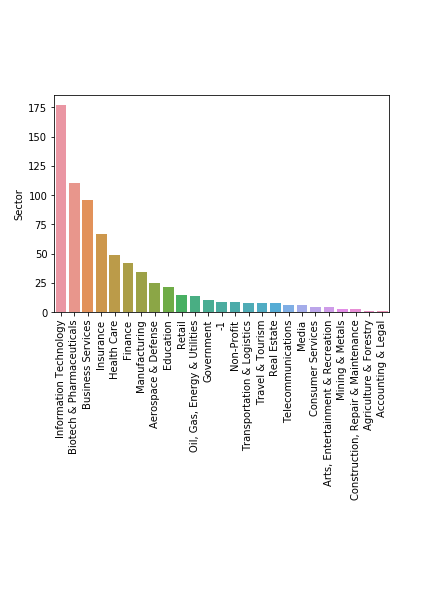 175
150
125
100
75
50
25
0
Sector
Information Technology
Biotech & Pharmaceuticals
Business Services
Insurance
Health Care
Finance
Manufacturing
Aerospace & Defense
Education
Retail
Oil, Gas, Energy & Utilities
Government
-1
Non-Profit
Transportation & Logistics
Travel & Tourism
Real Estate
Telecommunications
Media
Consumer Services
Arts, Entertainment & Recreation
Mining & Metals
Construction, Repair & Maintenance
Agriculture & Forestry
Accounting & Legal